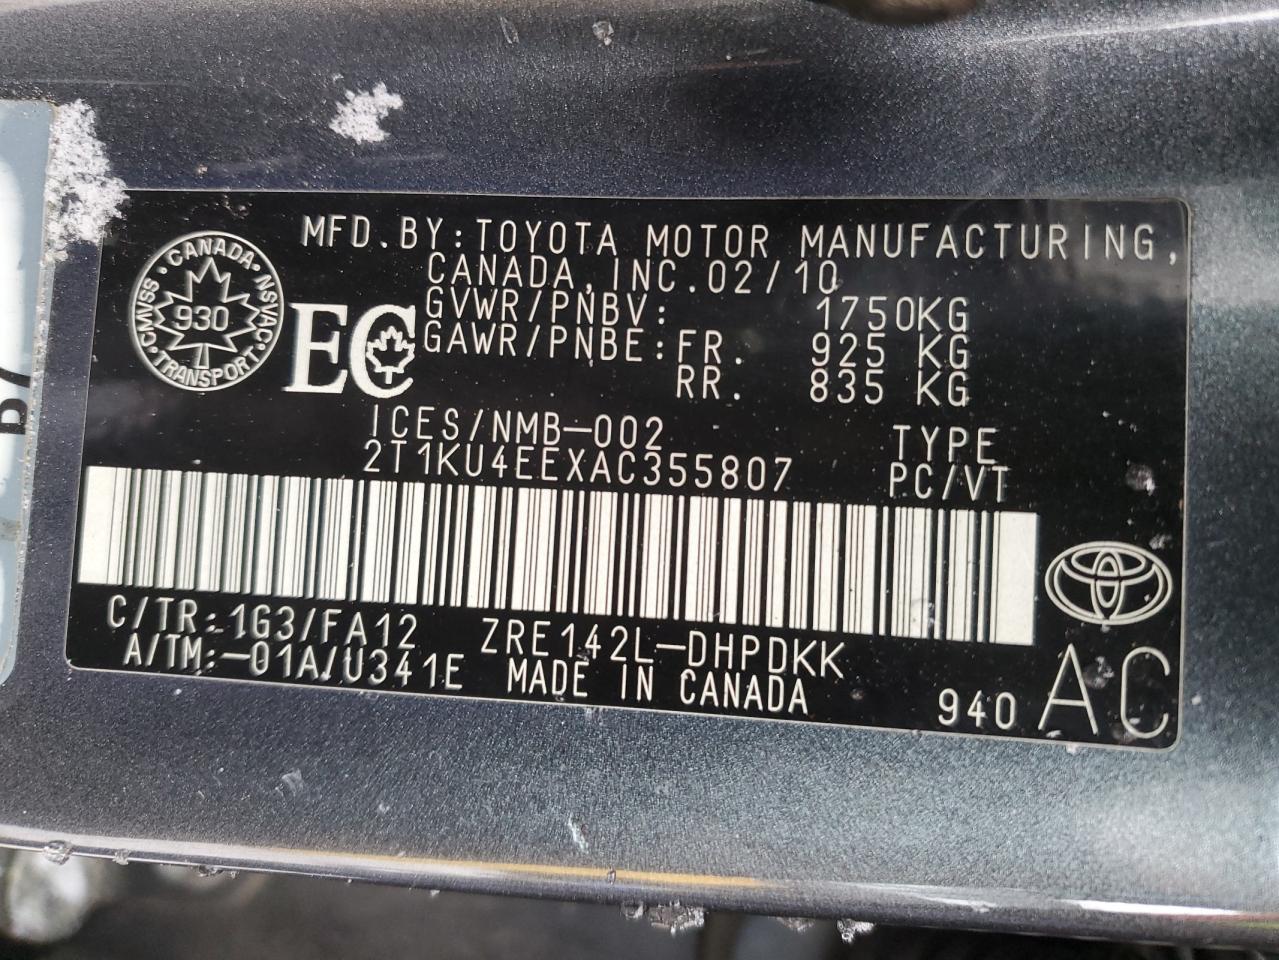 MFD.BY:TOYOTA MOTOR MANUFACTURING,
CANADA,INC.02/10
GVWR/PNBV: 1750KG
GAWR/PNBE:FR. 925 KG
RR. 835 KG
CANADA·NSVAC·TRANSPORT·CMVSS·
930
EC
ICES/NMB-002
TYPE
2T1KU4EEXAC355807
PC/VT
C/TR:1G3/FA12 ZRE142L-DHPDKK
A/TM:-01A/U341E MADE IN CANADA
940 AC